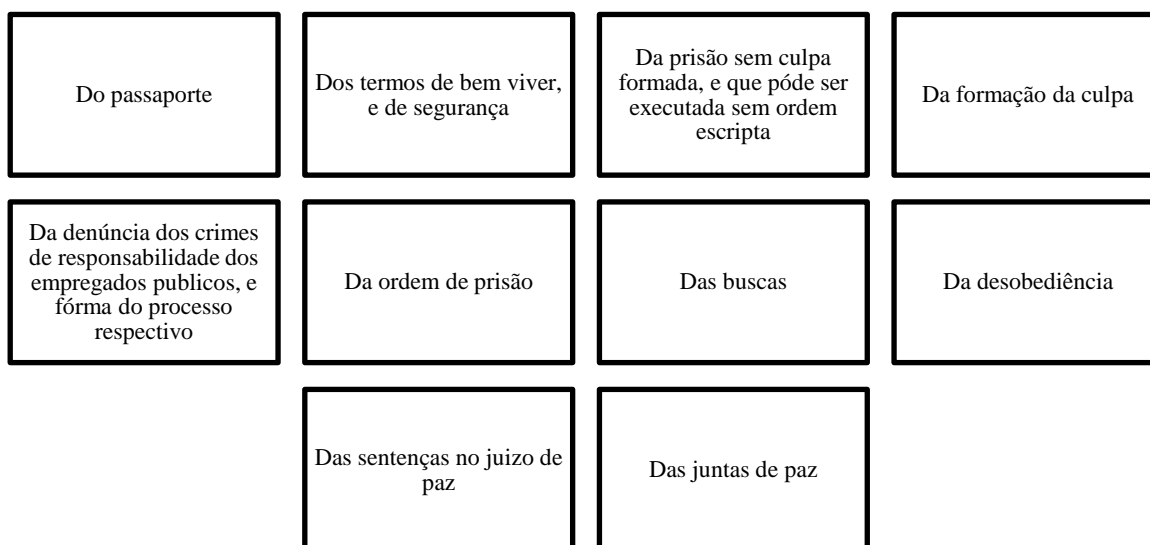 Do passaporte
Dos termos de bem viver,
e de segurança
Da prisão sem culpa
formada, e que póde ser
executada sem ordem
escripta
Da formação da culpa
Da denúncia dos crimes
de responsabilidade dos
empregados publicos, e
fórma do processo
respectivo
Da ordem de prisão
Das buscas
Da desobediência
Das sentenças no juizo de
paz
Das juntas de paz